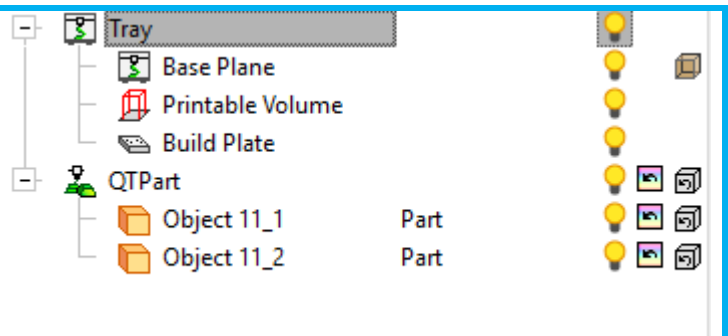 Tray
Base Plane
Printable Volume
Build Plate
QTPart
Object 11_1 Part
Object 11_2 Part